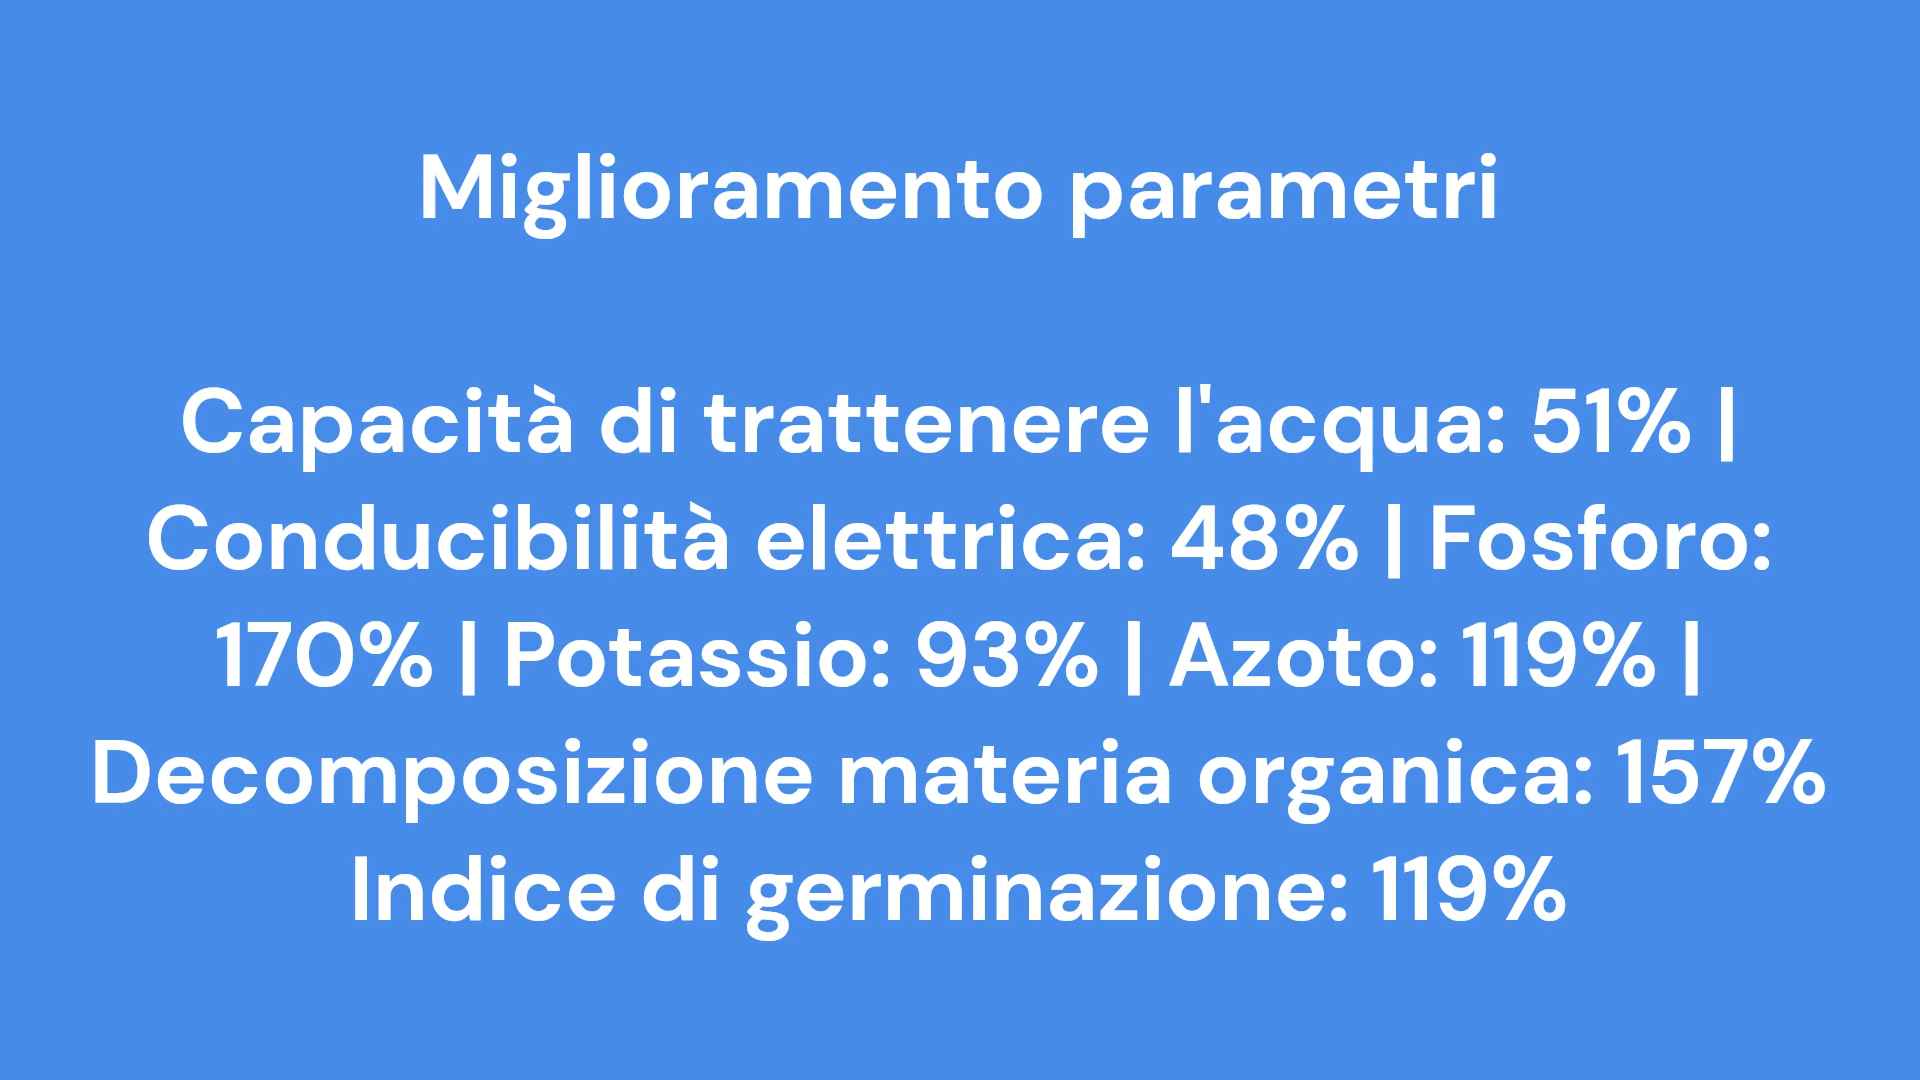 Miglioramento parametri
Capacità di trattenere l'acqua: 51% |
Conducibilità elettrica: 48% | Fosforo:
170% | Potassio: 93% | Azoto: 119% |
Decomposizione materia organica: 157%
Indice di germinazione: 119%